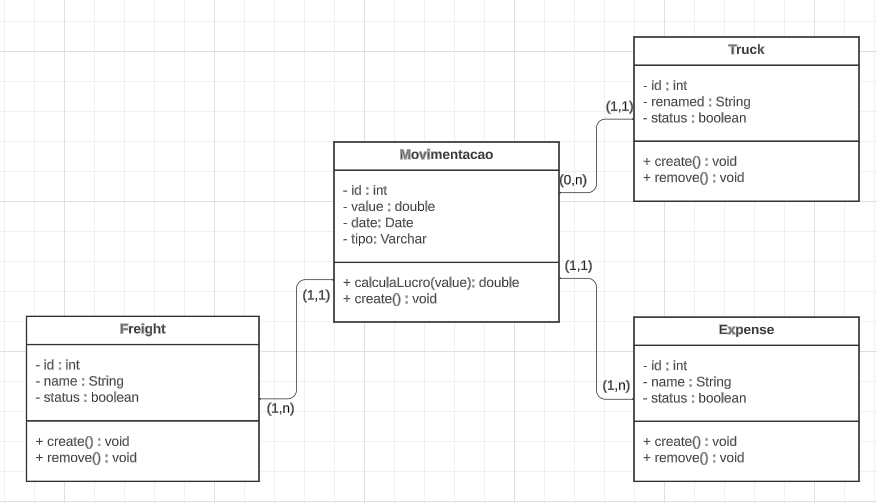 Truck
- id : int
- renamed : String
- status : boolean
+ create() : void
+ remove() : void
(1,1)
(0,n)
Movimentacao
- id : int
- value : double
- date: Date
- tipo: Varchar
+ calculaLucro(value): double
+ create() : void
(1,1)
(1,1)
Freight
- id : int
- name : String
- status : boolean
+ create() : void
+ remove() : void
(1,n)
(1,n)
Expense
- id : int
- name : String
- status : boolean
+ create() : void
+ remove() : void